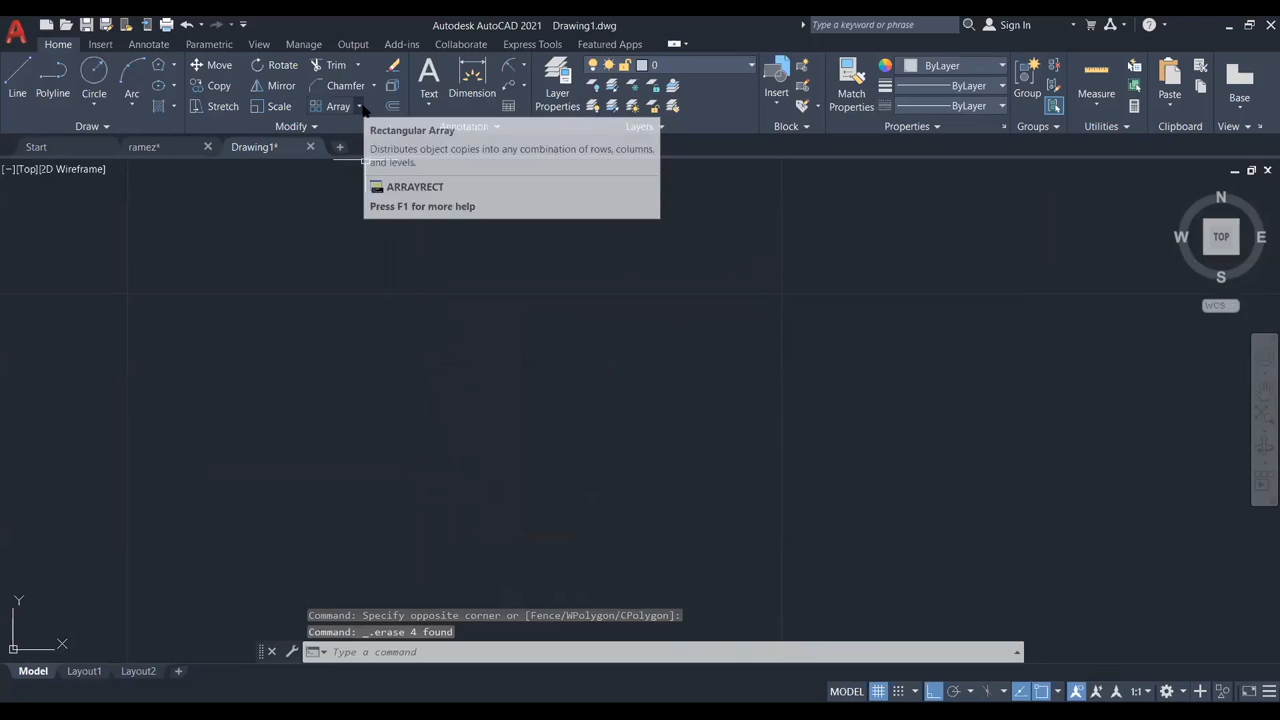 Autodesk AutoCAD 2021 Drawing1.dwg
Type a keyword or phrase
Sign In
Home Insert Annotate Parametric View Manage Output Add-ins Collaborate Express Tools Featured Apps
Line Polyline Circle Arc
Move Rotate Trim
Copy Mirror Chamfer
Stretch Scale Array
Text Dimension
Layer Properties
0
Insert
Match Properties
ByLayer
ByLayer
ByLayer
Group
Measure
Paste
Base
Draw Modify Annotation Layers Block Properties Groups Utilities Clipboard
Rectangular Array
Distributes object copies into any combination of rows, columns,
and levels.
ARRAYRECT
Press F1 for more help
Start ramez* Drawing1*
[−][Top][2D Wireframe]
N
W TOP E
S
WCS
Y
X
Command: Specify opposite corner or [Fence/WPolygon/CPolygon]:
Command: _.erase 4 found
Type a command
Model Layout1 Layout2
MODEL 1:1